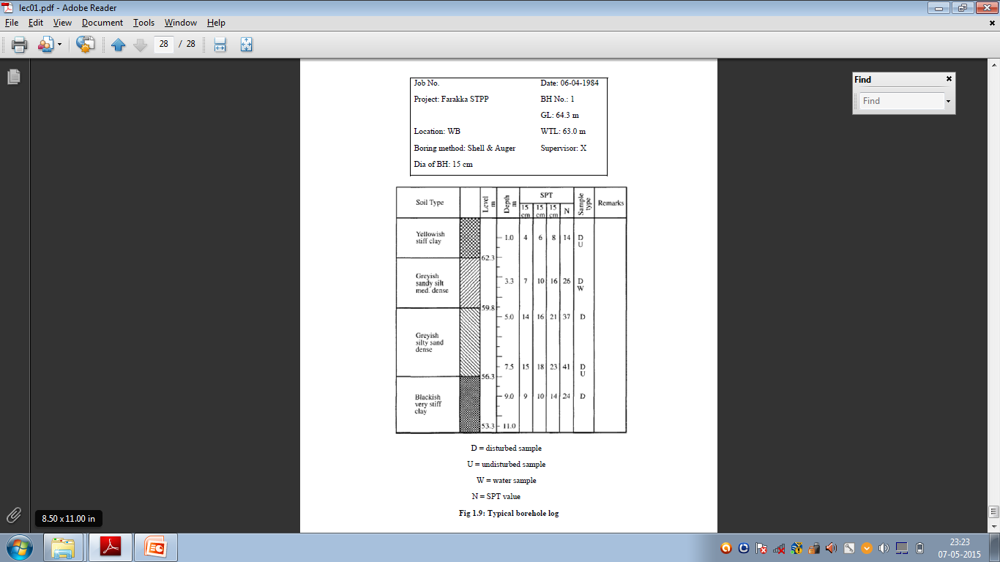 lec01.pdf - Adobe Reader
File Edit View Document Tools Window Help
28 / 28
Find
Find
Job No. Date: 06-04-1984
Project: Farakka STPP BH No.: 1
GL: 64.3 m
Location: WB WTL: 63.0 m
Boring method: Shell & Auger Supervisor: X
Dia of BH: 15 cm
Soil Type Level m Depth m SPT 15 cm 15 cm 15 cm N Sample type Remarks
Yellowish
stiff clay
1.0 4 6 8 14 D
U
62.3
Greyish
sandy silt
med. dense
3.3 7 10 16 26 D
W
59.8
5.0 14 16 21 37 D
Greyish
silty sand
dense
7.5 15 18 23 41 D
U
56.3
Blackish
very stiff
clay
9.0 9 10 14 24 D
53.3 11.0
D = disturbed sample
U = undisturbed sample
W = water sample
N = SPT value
Fig 1.9: Typical borehole log
8.50 x 11.00 in
23:23
07-05-2015